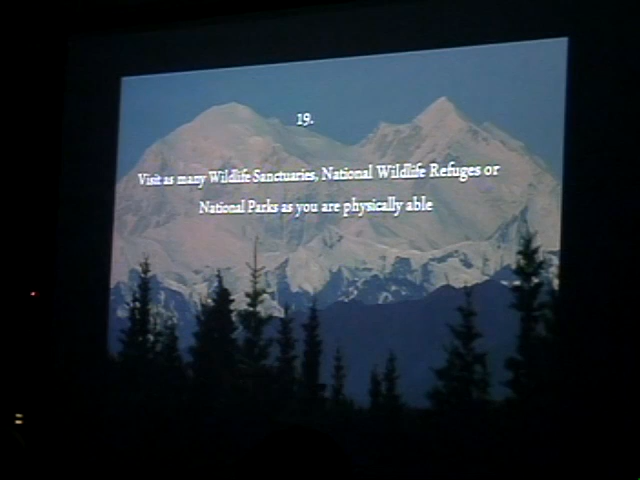 19.
Visit as many Wildlife Sanctuaries, National Wildlife Refuges or
National Parks as you are physically able